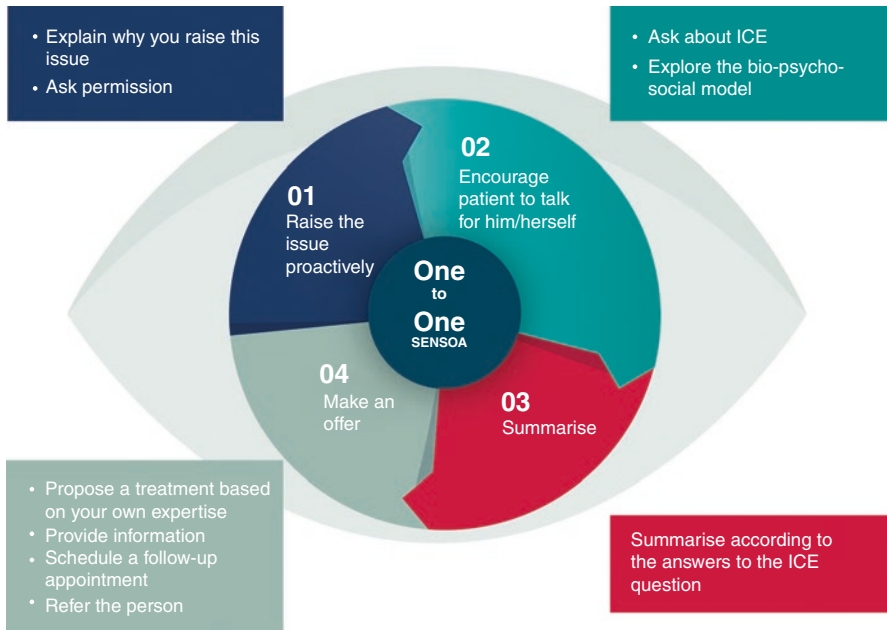 • Explain why you raise this
issue
• Ask permission
• Ask about ICE
• Explore the bio-psycho-
social model
01
Raise the
issue
proactively
02
Encourage
patient to talk
for him/herself
One
to
One
SENSOA
04
Make an
offer
03
Summarise
• Propose a treatment based
on your own expertise
• Provide information
• Schedule a follow-up
appointment
• Refer the person
Summarise according to
the answers to the ICE
question